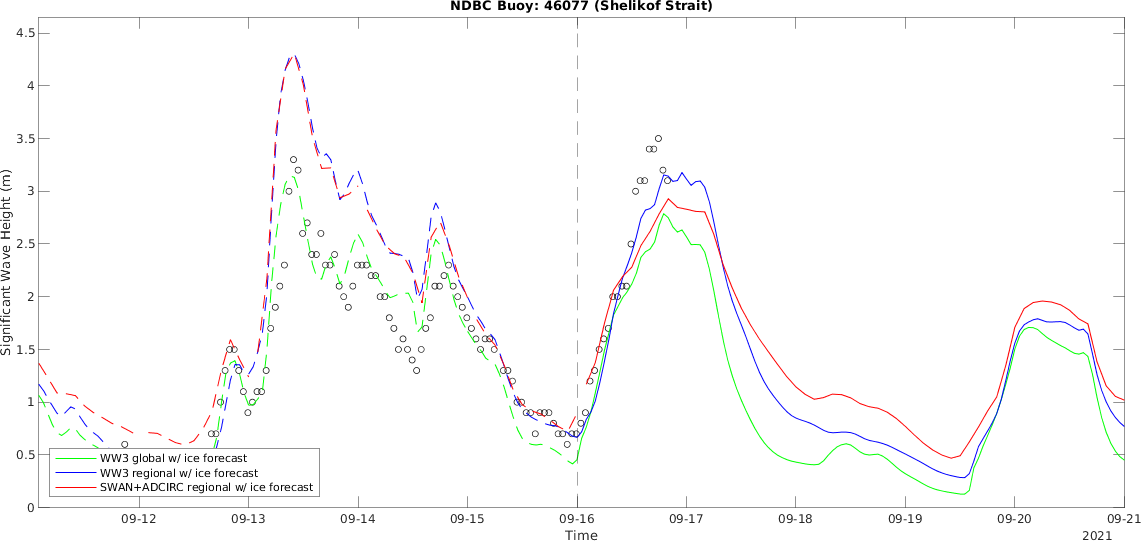 NDBC Buoy: 46077 (Shelikof Strait)
Significant Wave Height (m)
4.5
4
3.5
3
2.5
2
1.5
1
0.5
0
WW3 global w/ ice forecast
WW3 regional w/ ice forecast
SWAN+ADCIRC regional w/ ice forecast
09-12 09-13 09-14 09-15 09-16 09-17 09-18 09-19 09-20 09-21
Time
2021